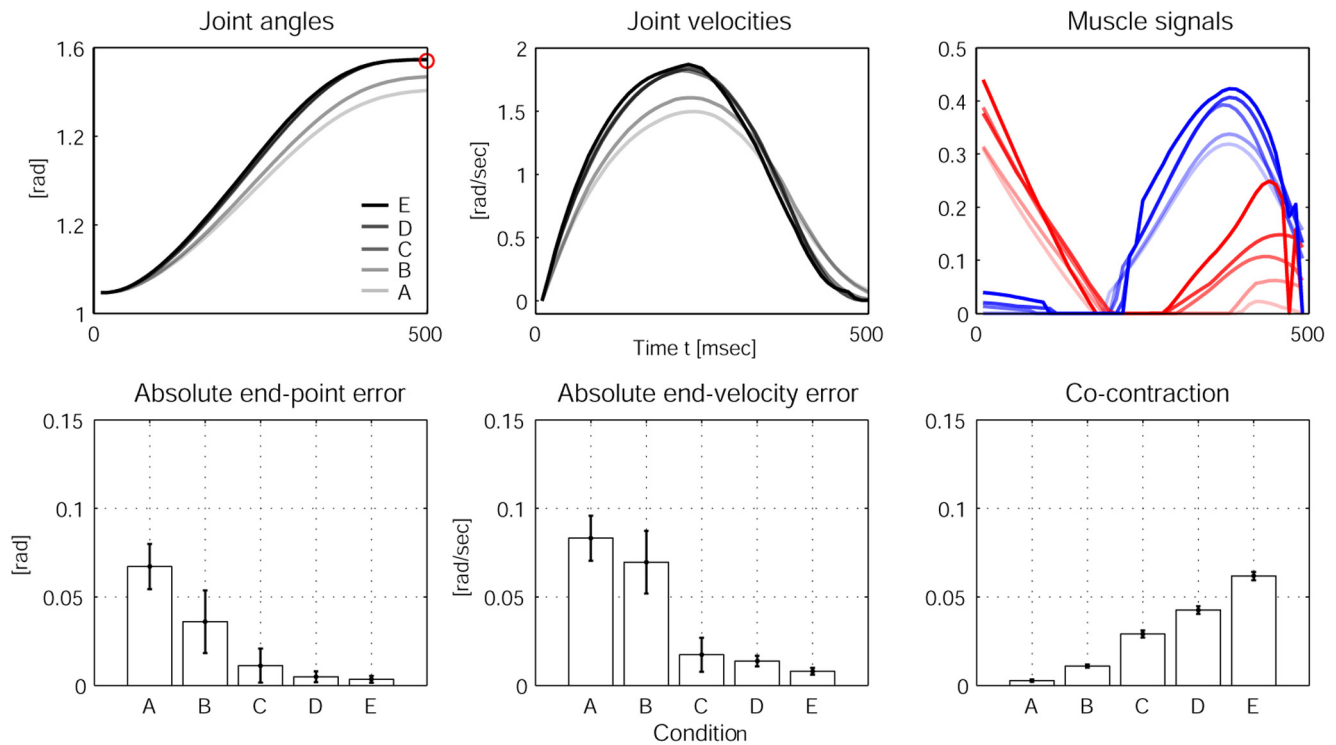 Joint angles
Joint velocities
Muscle signals
1.6
1.2
1.2
1
[rad]
E
D
C
B
A
0
500
2
1.5
1
0.5
0
[rad/sec]
0
500
Time t [msec]
0.5
0.4
0.3
0.2
0.1
0
0
500
Absolute end-point error
Absolute end-velocity error
Co-contraction
0.15
0.1
0.05
0
[rad]
A B C D E
0.15
0.1
0.05
0
[rad/sec]
A B C D E
Condition
0.15
0.1
0.05
0
A B C D E